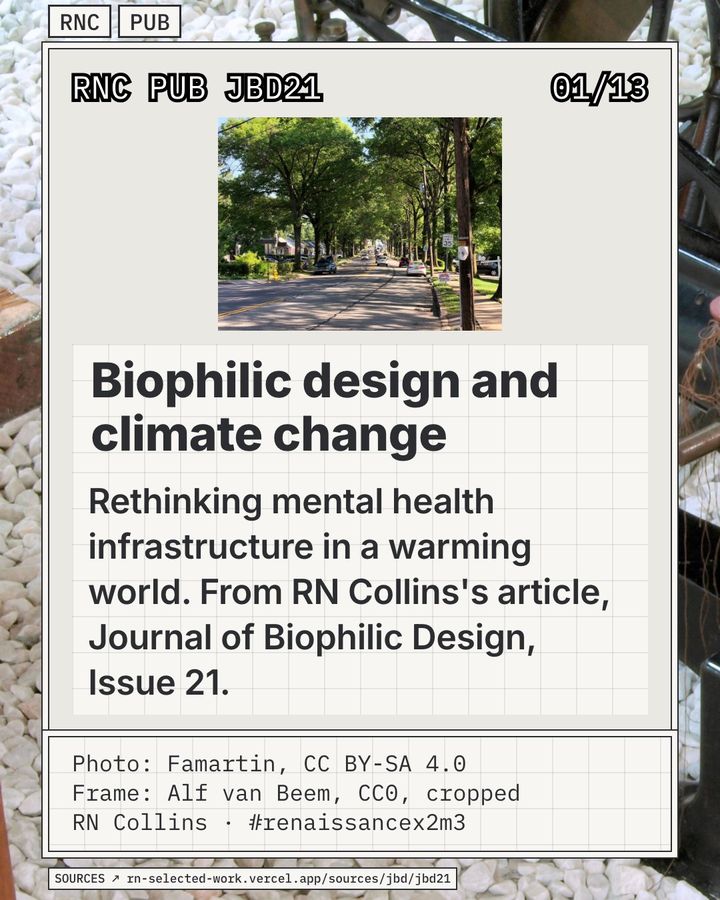 RNC PUB
RNC PUB JBD21 01/13
Biophilic design and
climate change
Rethinking mental health
infrastructure in a warming
world. From RN Collins's article,
Journal of Biophilic Design,
Issue 21.
Photo: Famartin, CC BY-SA 4.0
Frame: Alf van Beem, CC0, cropped
RN Collins · #renaissancex2m3
SOURCES ↗ rn-selected-work.vercel.app/sources/jbd/jbd21